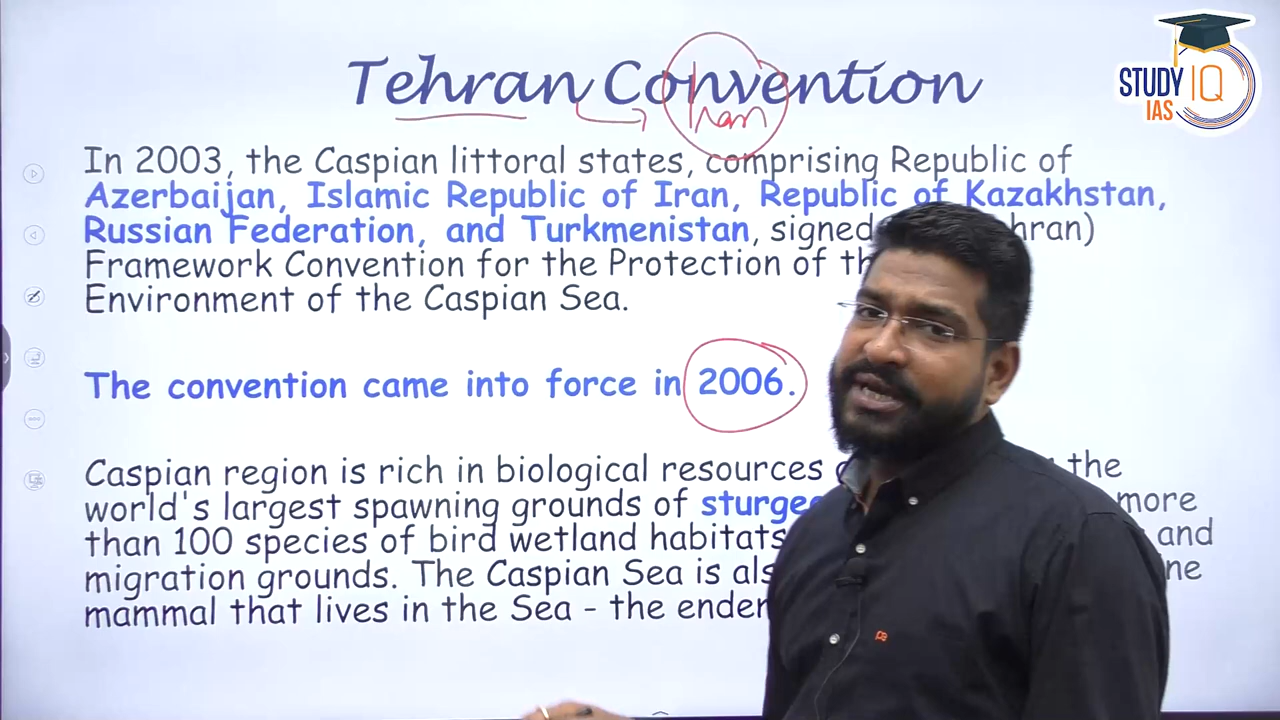 Tehran Convention
Iran
In 2003, the Caspian littoral states, comprising Republic of
Azerbaijan, Islamic Republic of Iran, Republic of Kazakhstan,
Russian Federation, and Turkmenistan, signed hran)
Framework Convention for the Protection of th
Environment of the Caspian Sea.
The convention came into force in 2006.
Caspian region is rich in biological resources the
world's largest spawning grounds of sturge more
than 100 species of bird wetland habitats and
migration grounds. The Caspian Sea is als ne
mammal that lives in the Sea - the ende
STUDY IQ
IAS